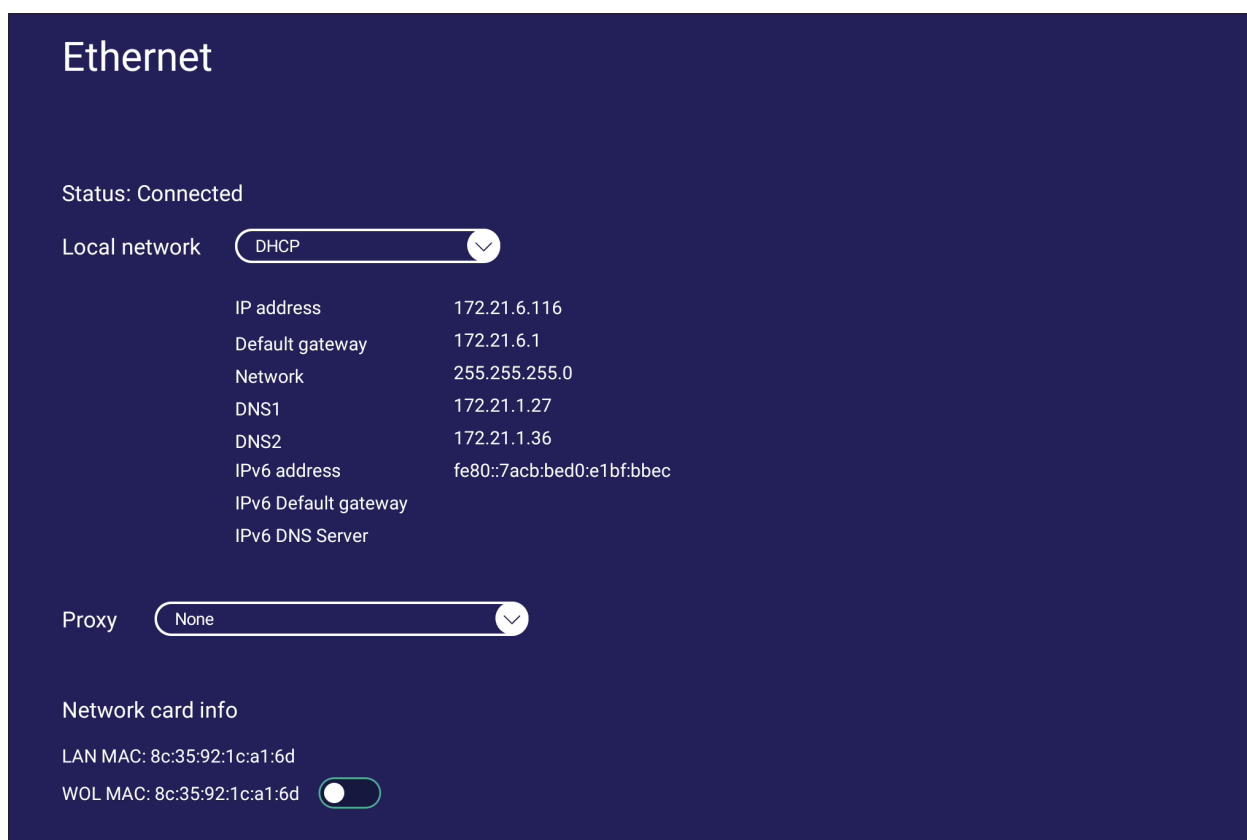 Ethernet
Status: Connected
Local network DHCP
IP address 172.21.6.116
Default gateway 172.21.6.1
Network 255.255.255.0
DNS1 172.21.1.27
DNS2 172.21.1.36
IPv6 address fe80::7acb:bed0:e1bf:bbec
IPv6 Default gateway
IPv6 DNS Server
Proxy None
Network card info
LAN MAC: 8c:35:92:1c:a1:6d
WOL MAC: 8c:35:92:1c:a1:6d